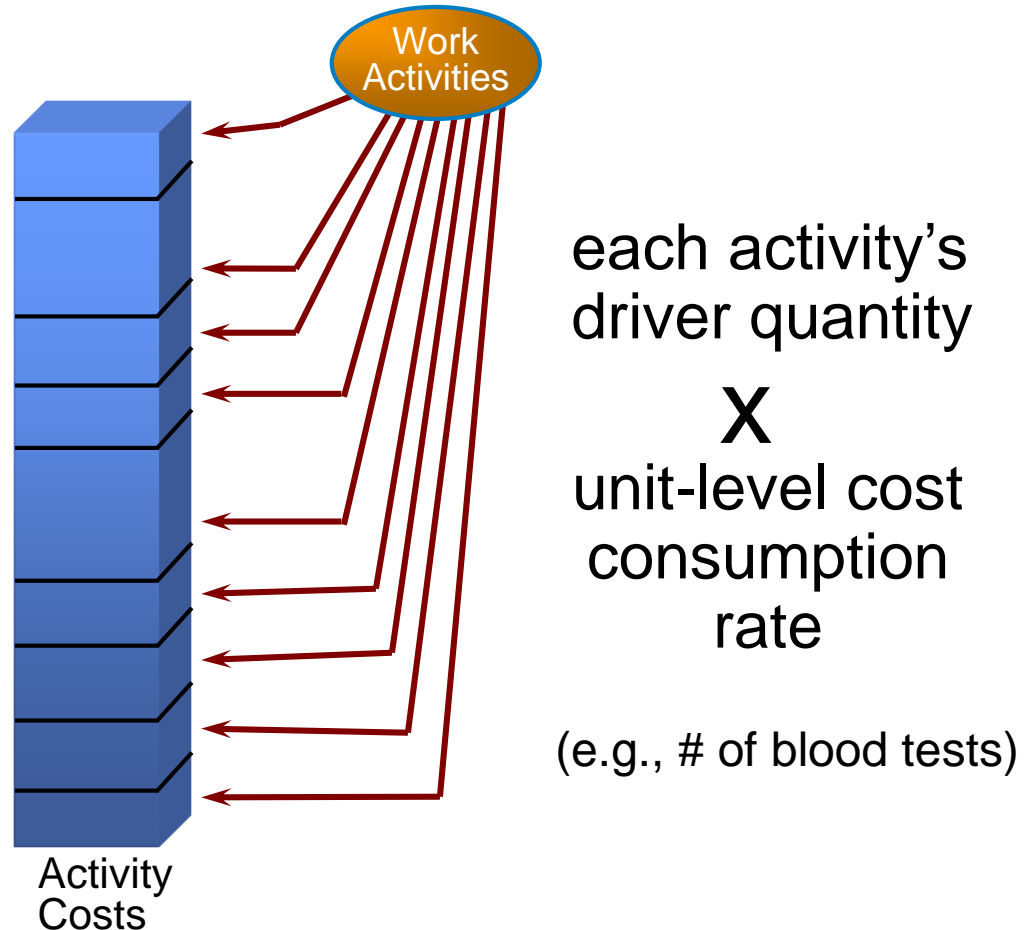 Work
Activities
each activity’s
driver quantity
x
unit-level cost
consumption
rate
(e.g., # of blood tests)
Activity
Costs